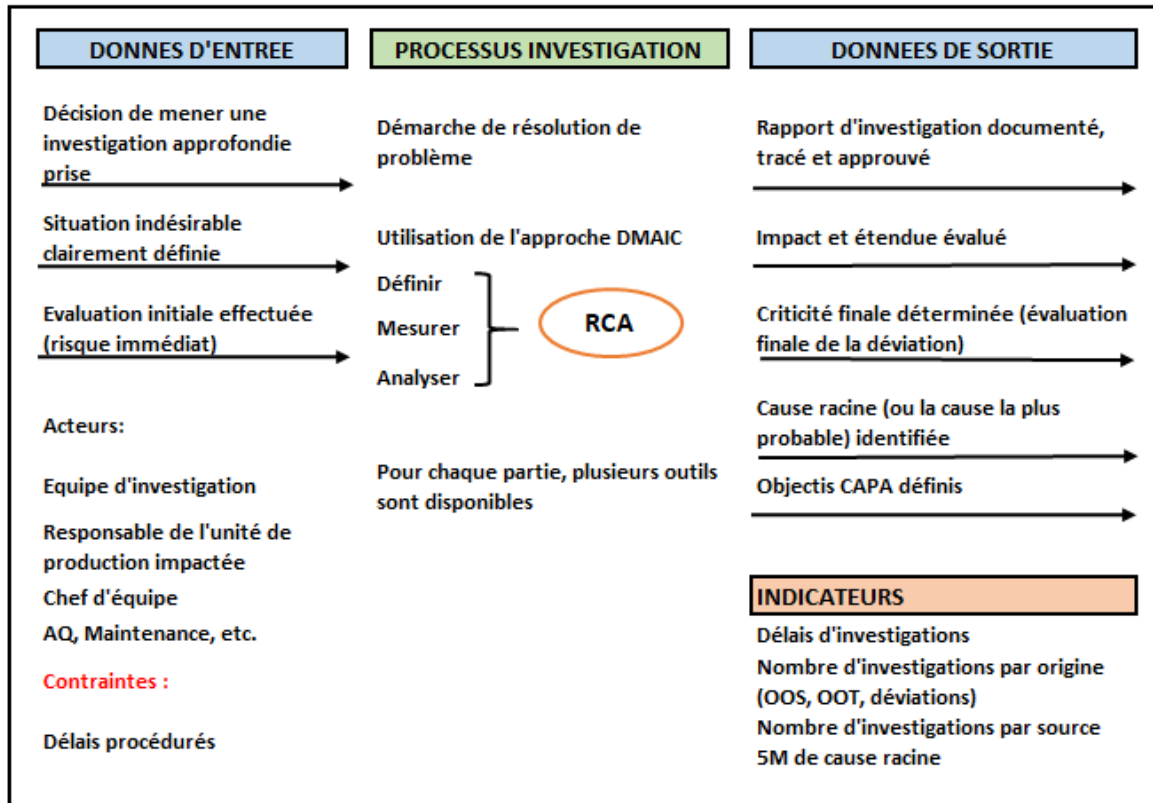 DONNES D'ENTREE
Décision de mener une
investigation approfondie
prise
Situation indésirable
clairement définie
Evaluation initiale effectuée
(risque immédiat)
Acteurs:
Equipe d'investigation
Responsable de l'unité de
production impactée
Chef d'équipe
AQ, Maintenance, etc.
Contraintes :
Délais procédurés
PROCESSUS INVESTIGATION
Démarche de résolution de
problème
Utilisation de l'approche DMAIC
Définir
Mesurer
Analyser
RCA
Pour chaque partie, plusieurs outils
sont disponibles
DONNEES DE SORTIE
Rapport d'investigation documenté,
tracé et approuvé
Impact et étendue évalué
Criticité finale déterminée (évaluation
finale de la déviation)
Cause racine (ou la cause la plus
probable) identifiée
Objectis CAPA définis
INDICATEURS
Délais d'investigations
Nombre d'investigations par origine
(OOS, OOT, déviations)
Nombre d'investigations par source
5M de cause racine